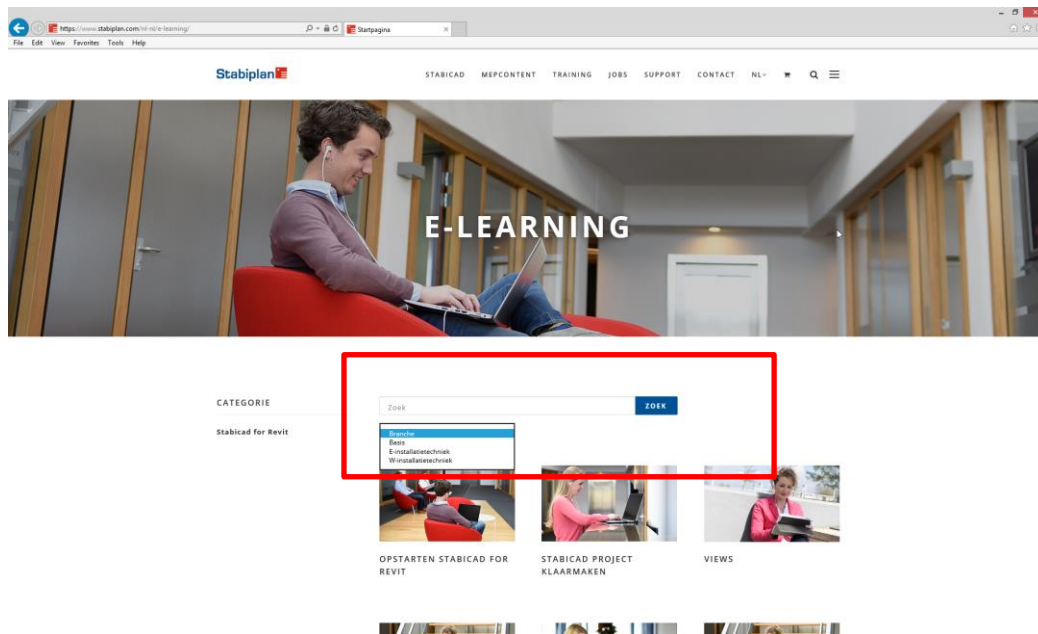 https://www.stabiplan.com/nl-nl/e-learning/
Startpagina
File Edit View Favorites Tools Help
Stabiplan
STABICAD MEPCONTENT TRAINING JOBS SUPPORT CONTACT NL
E-LEARNING
CATEGORIE
Stabicad for Revit
Zoek ZOEK
Branche
Basis
E-installatietechniek
W-installatietechniek
OPSTARTEN STABICAD FOR
REVIT
STABICAD PROJECT
KLAARMAKEN
VIEWS